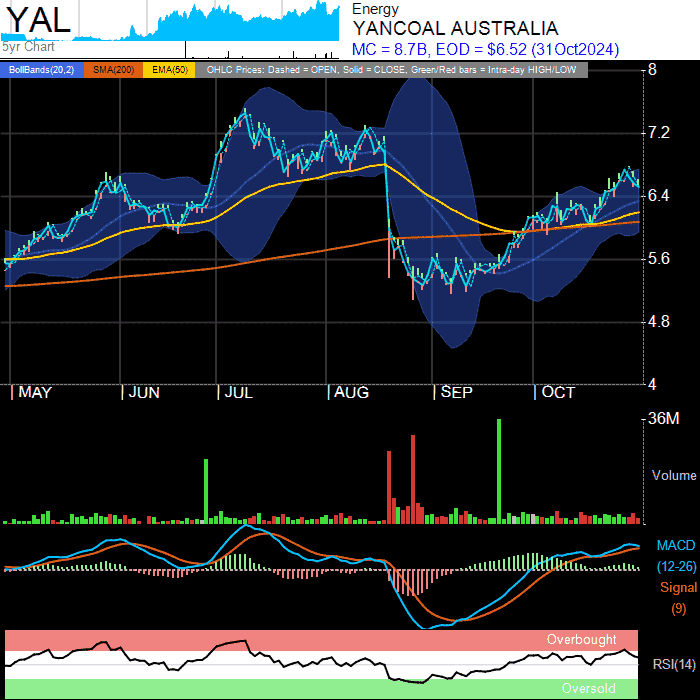 YAL
5yr Chart
Energy
YANCOAL AUSTRALIA
MC = 8.7B, EOD = $6.52 (31Oct2024)
BollBands(20,2) SMA(200) EMA(50) OHLC Prices: Dashed = OPEN, Solid = CLOSE, Green/Red bars = Intra-day HIGH/LOW
8
7.2
6.4
5.6
4.8
4
MAY JUN JUL AUG SEP OCT
36M
Volume
MACD
(12-26)
Signal
(9)
Overbought
RSI(14)
Oversold